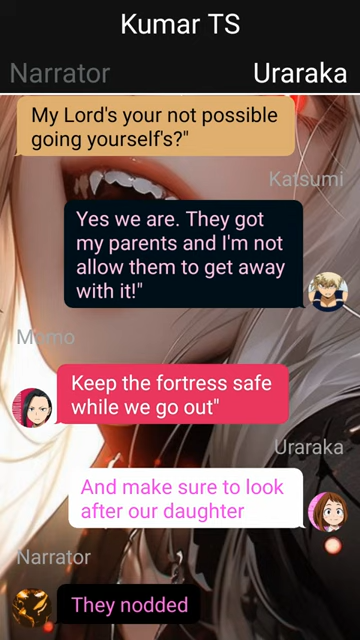 Kumar TS
Narrator
Uraraka
My Lord's your not possible
going yourself's?"
Katsumi
Yes we are. They got
my parents and I'm not
allow them to get away
with it!"
Momo
Keep the fortress safe
while we go out"
Uraraka
And make sure to look
after our daughter
Narrator
They nodded